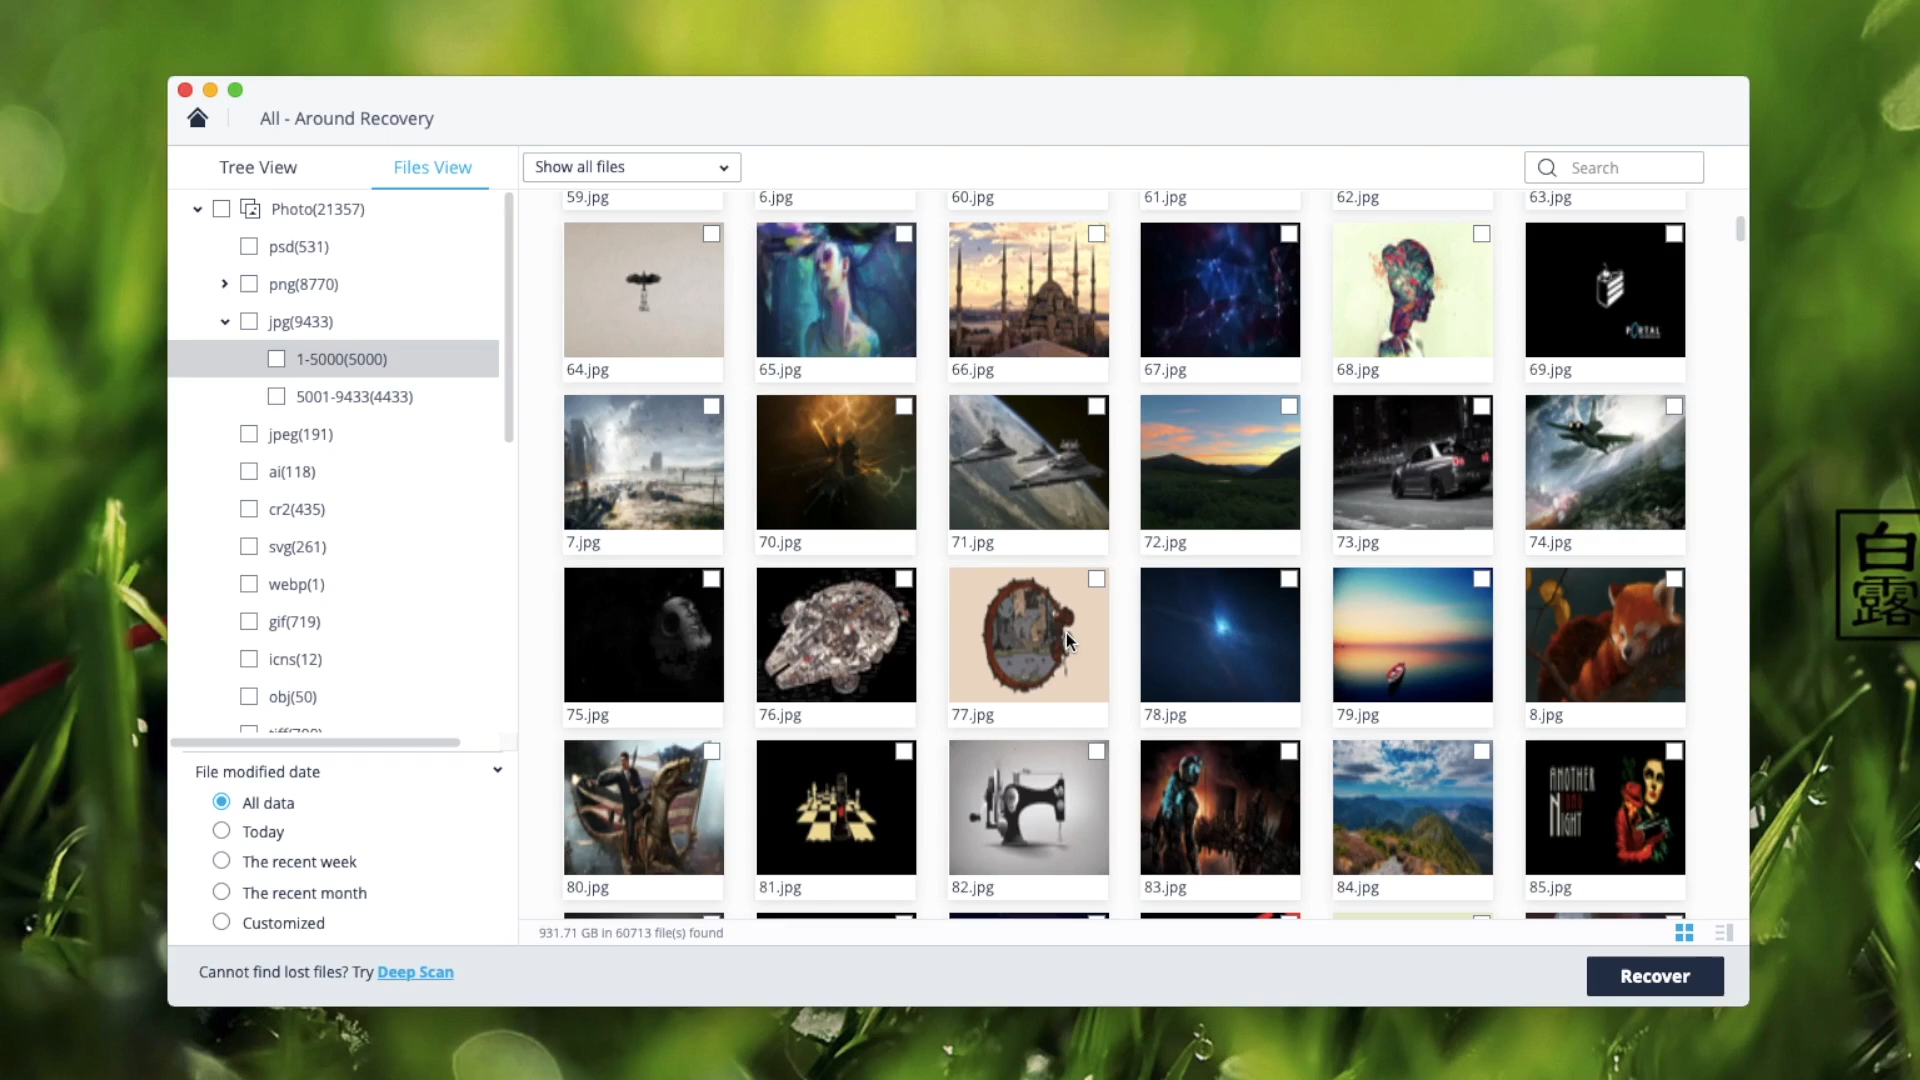 All - Around Recovery
Tree View
Files View
Show all files
Search
Photo(21357)
psd(531)
png(8770)
jpg(9433)
1-5000(5000)
5001-9433(4433)
jpeg(191)
ai(118)
cr2(435)
svg(261)
webp(1)
gif(719)
icns(12)
obj(50)
59.jpg
6.jpg
60.jpg
61.jpg
62.jpg
63.jpg
PORTAL
64.jpg
65.jpg
66.jpg
67.jpg
68.jpg
69.jpg
7.jpg
70.jpg
71.jpg
72.jpg
73.jpg
74.jpg
75.jpg
76.jpg
77.jpg
78.jpg
79.jpg
8.jpg
ANOTHER
NIGHT
80.jpg
81.jpg
82.jpg
83.jpg
84.jpg
85.jpg
File modified date
All data
Today
The recent week
The recent month
Customized
931.71 GB in 60713 file(s) found
Cannot find lost files? Try Deep Scan
Recover
白露